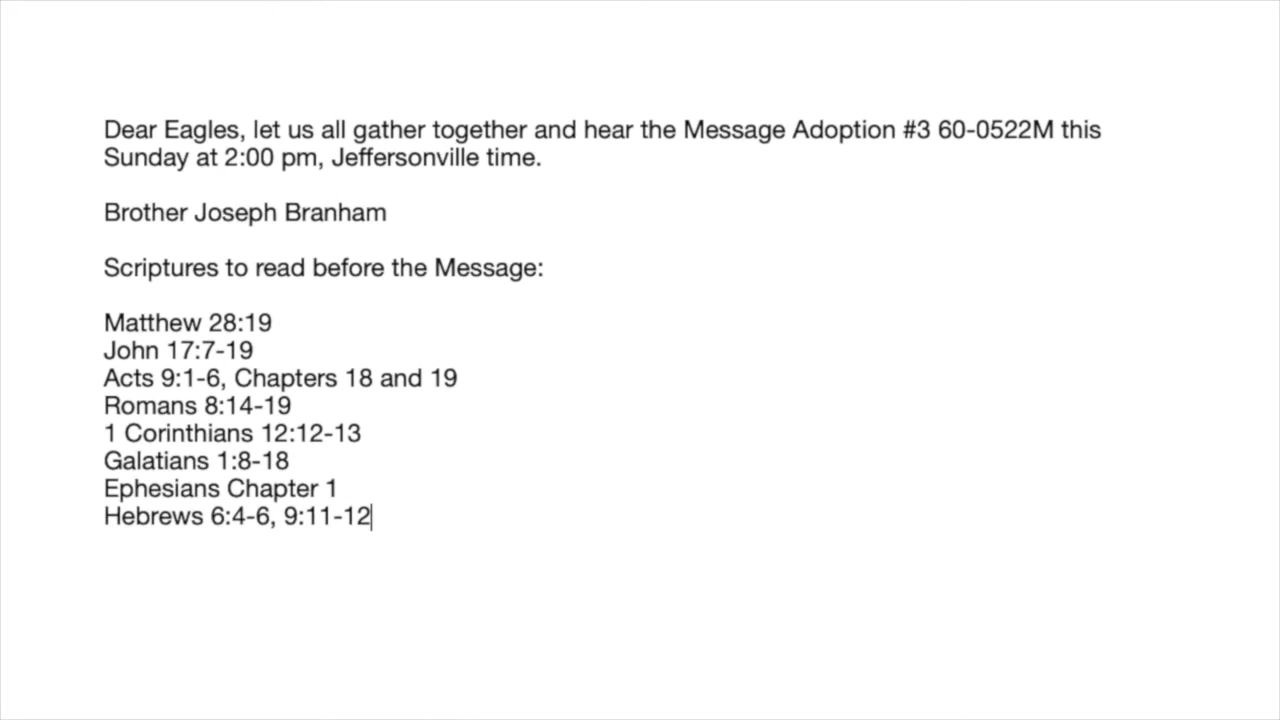 Dear Eagles, let us all gather together and hear the Message Adoption #3 60-0522M this
Sunday at 2:00 pm, Jeffersonville time.
Brother Joseph Branham
Scriptures to read before the Message:
Matthew 28:19
John 17:7-19
Acts 9:1-6, Chapters 18 and 19
Romans 8:14-19
1 Corinthians 12:12-13
Galatians 1:8-18
Ephesians Chapter 1
Hebrews 6:4-6, 9:11-12